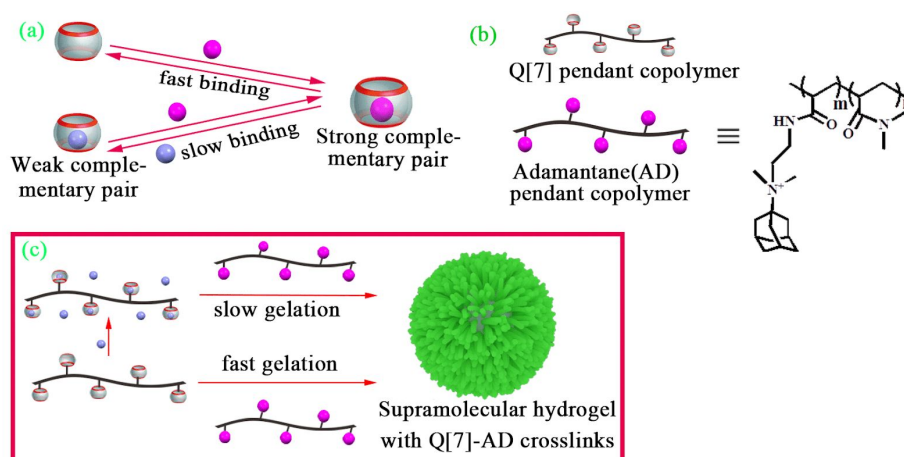 (a)
fast binding
slow binding
Weak comple-
mentary pair
Strong comple-
mentary pair
(b)
Q[7] pendant copolymer
Adamantane(AD)
pendant copolymer
≡
m
n
HN
O
O
N
N+
(c)
slow gelation
fast gelation
Supramolecular hydrogel
with Q[7]-AD crosslinks